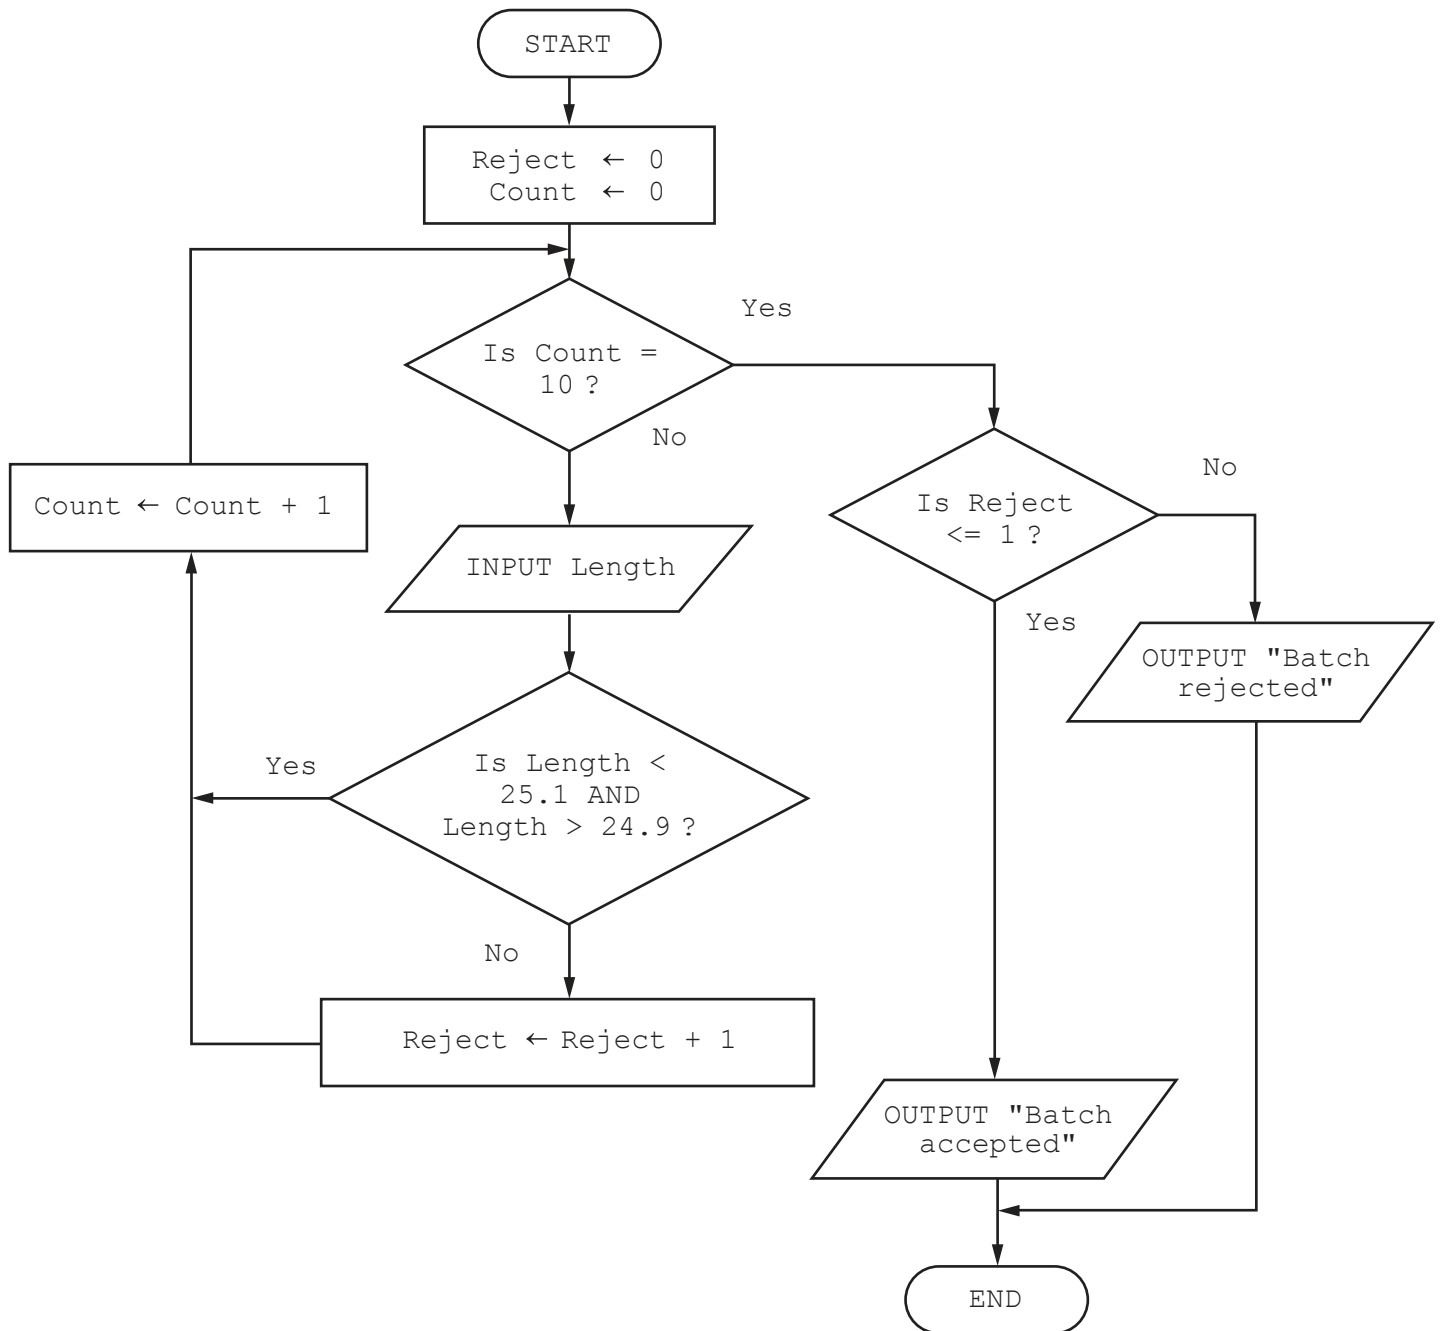 START
Reject ← 0
Count ← 0
Yes
Is Count =
10 ?
No
Count ← Count + 1
INPUT Length
Is Reject
<= 1 ?
No
Yes
OUTPUT "Batch
rejected"
Yes
Is Length <
25.1 AND
Length > 24.9 ?
No
Reject ← Reject + 1
OUTPUT "Batch
accepted"
END